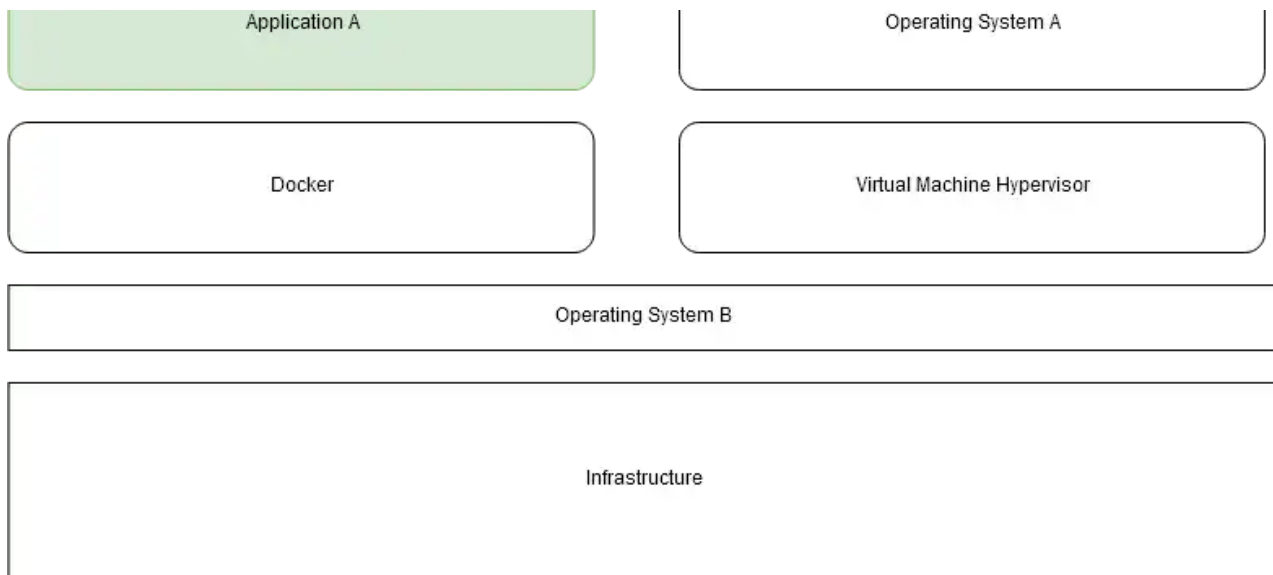 Application A
Operating System A
Docker
Virtual Machine Hypervisor
Operating System B
Infrastructure